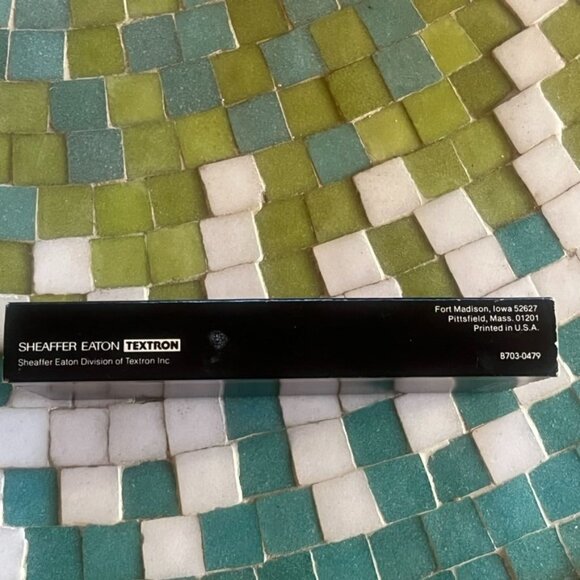 SHEAFFER EATON TEXTRON
Sheaffer Eaton Division of Textron Inc
Fort Madison, Iowa 52627
Pittsfield, Mass. 01201
Printed in U.S.A.
8703-0479